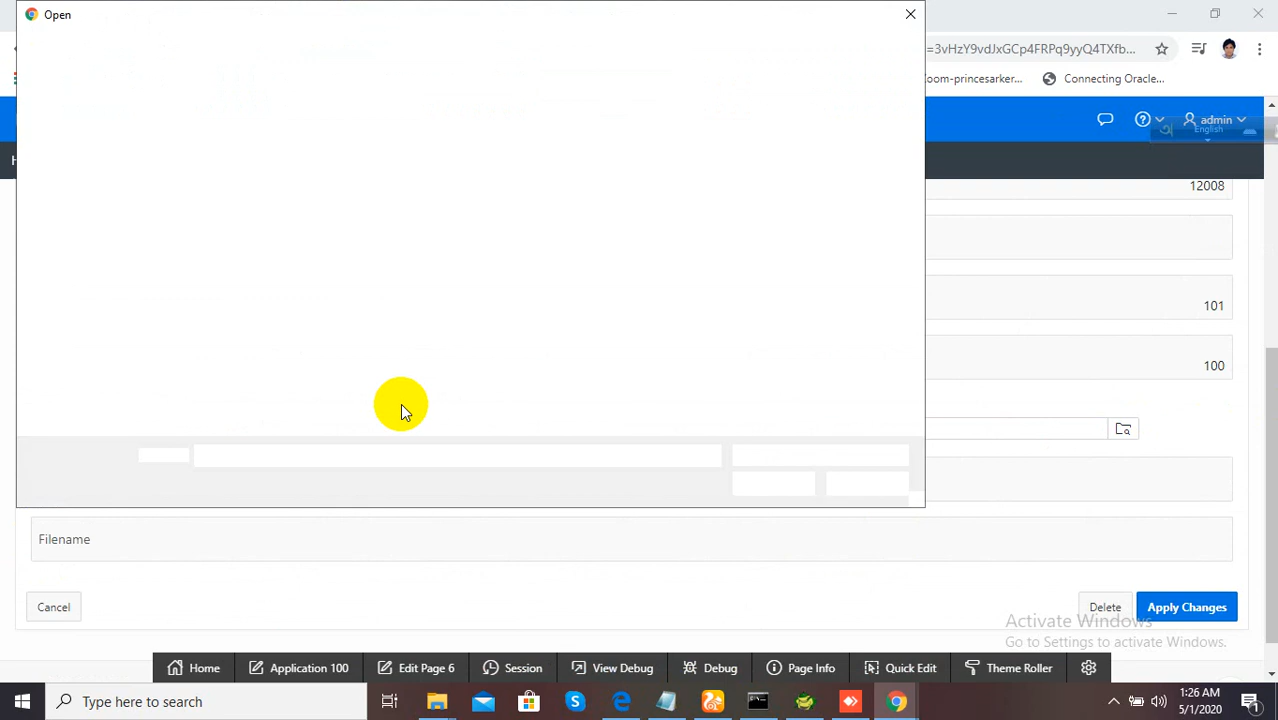 Open
=3vHzY9vdJxGCp4FRPq9yyQ4TXfb...
oom-princesarker...
Connecting Oracle...
admin
English
12008
101
100
Filename
Cancel
Delete
Apply Changes
Activate Windows
Go to Settings to activate Windows.
Home
Application 100
Edit Page 6
Session
View Debug
Debug
Page Info
Quick Edit
Theme Roller
Type here to search
1:26 AM
5/1/2020
1